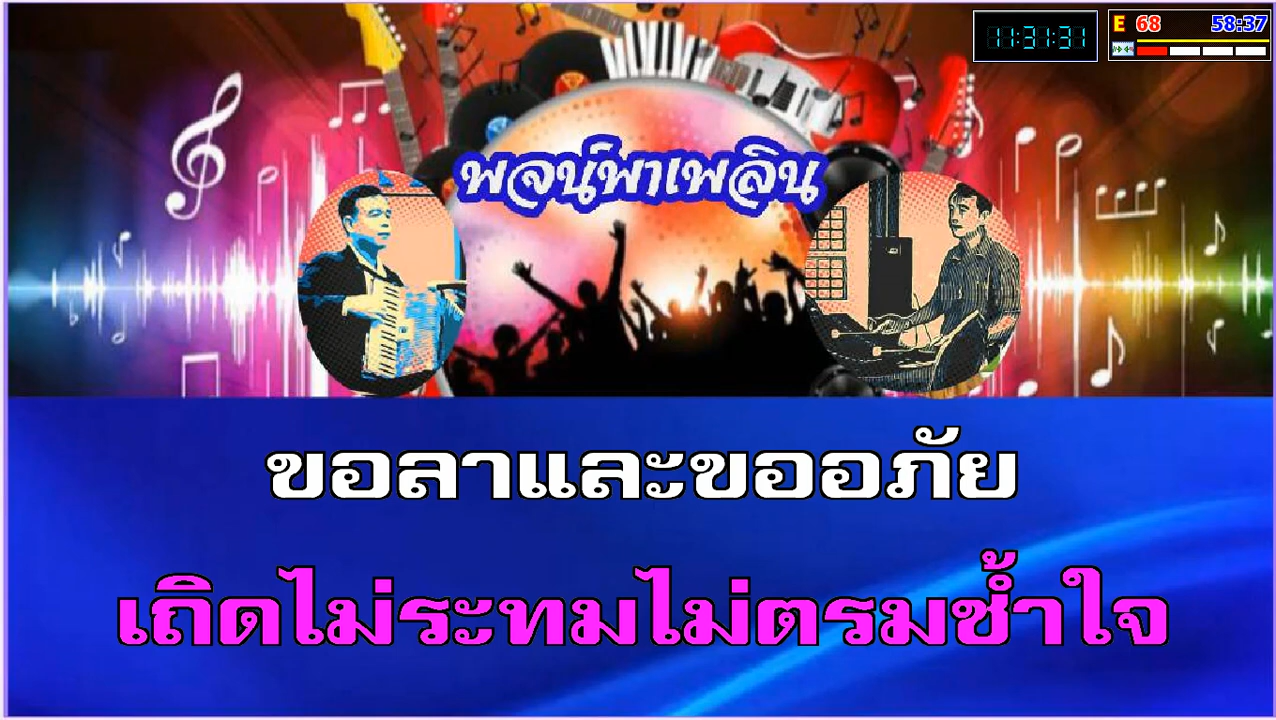 11:31:31
E 68 58:37
พจน์พาเพลิน
ขอลาและขออภัย
เถิดไม่ระทมไม่ตรมซ้ำใจ